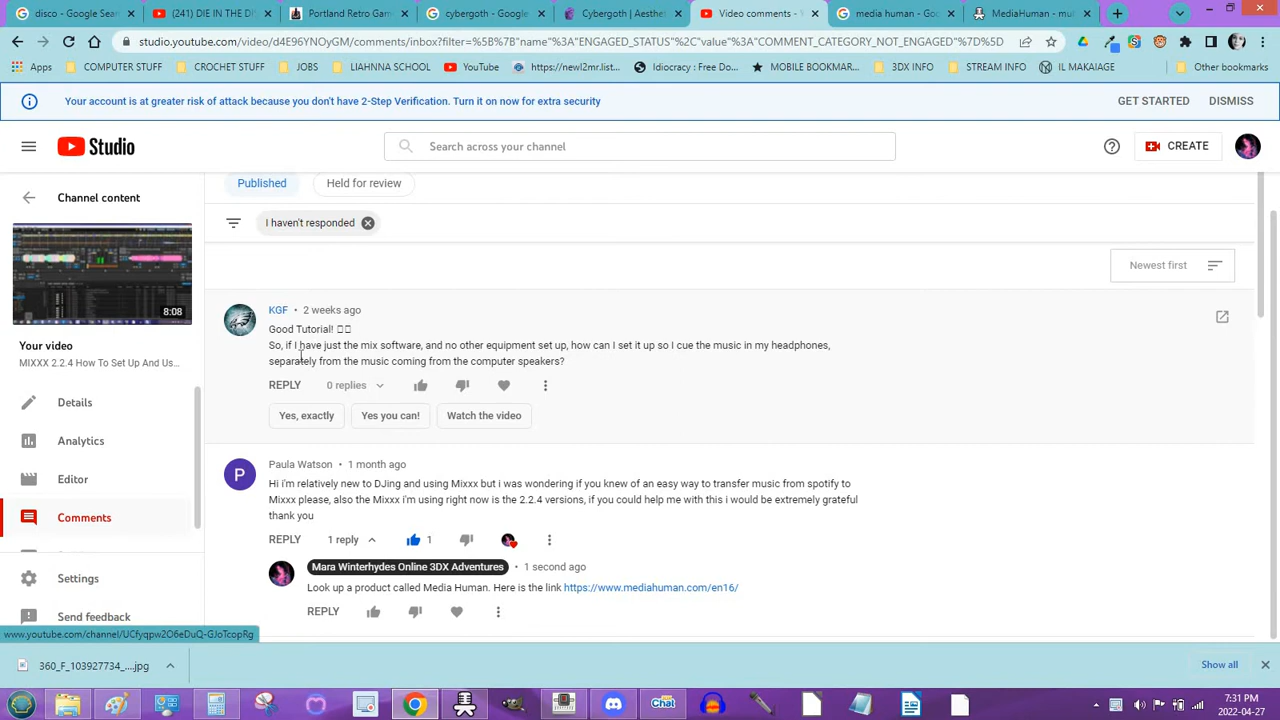 disco - Google Searc
(241) DIE IN THE DI
Portland Retro Gam
cybergoth - Google
Cybergoth | Aesthe
Video comments - Y
media human - Goo
MediaHuman - mul
studio.youtube.com/video/d4E96YNOyGM/comments/inbox?filter=%5B%7B"name"%3A"ENGAGED_STATUS"%2C"value"%3A"COMMENT_CATEGORY_NOT_ENGAGED"%7D%5D
Apps COMPUTER STUFF CROCHET STUFF JOBS LIAHNNA SCHOOL YouTube https://newl2mr.list... Idiocracy : Free Do... MOBILE BOOKMAR... 3DX INFO STREAM INFO IL MAKAIAGE Other bookmarks
Your account is at greater risk of attack because you don't have 2-Step Verification. Turn it on now for extra security GET STARTED DISMISS
Studio Search across your channel CREATE
Channel content
Published Held for review
I haven't responded
Newest first
8:08
Your video
MIXXX 2.2.4 How To Set Up And Us...
Details
Analytics
Editor
Comments
Settings
Send feedback
KGF • 2 weeks ago
Good Tutorial!
So, if I have just the mix software, and no other equipment set up, how can I set it up so I cue the music in my headphones,
separately from the music coming from the computer speakers?
REPLY 0 replies
Yes, exactly Yes you can! Watch the video
P
Paula Watson • 1 month ago
Hi i'm relatively new to DJing and using Mixxx but i was wondering if you knew of an easy way to transfer music from spotify to
Mixxx please, also the Mixxx i'm using right now is the 2.2.4 versions, if you could help me with this i would be extremely grateful
thank you
REPLY 1 reply 1
Mara Winterhydes Online 3DX Adventures • 1 second ago
Look up a product called Media Human. Here is the link https://www.mediahuman.com/en16/
REPLY
www.youtube.com/channel/UCfyqpw2O6eDuQ-GJoTcopRg
360_F_103927734_....jpg
Show all
Chat
7:31 PM
2022-04-27